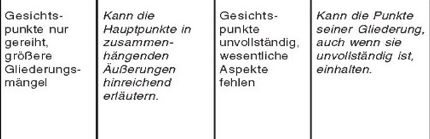 Gesichts-
punkte nur
gereiht,
größere
Gliederungs-
mängel
Kann die
Hauptpunkte in
zusammen-
hängenden
Äußerungen
hinreichend
erläutern.
Gesichts-
punkte
unvollständig,
wesentliche
Aspekte
fehlen
Kann die Punkte
seiner Gliederung,
auch wenn sie
unvollständig ist,
einhalten.